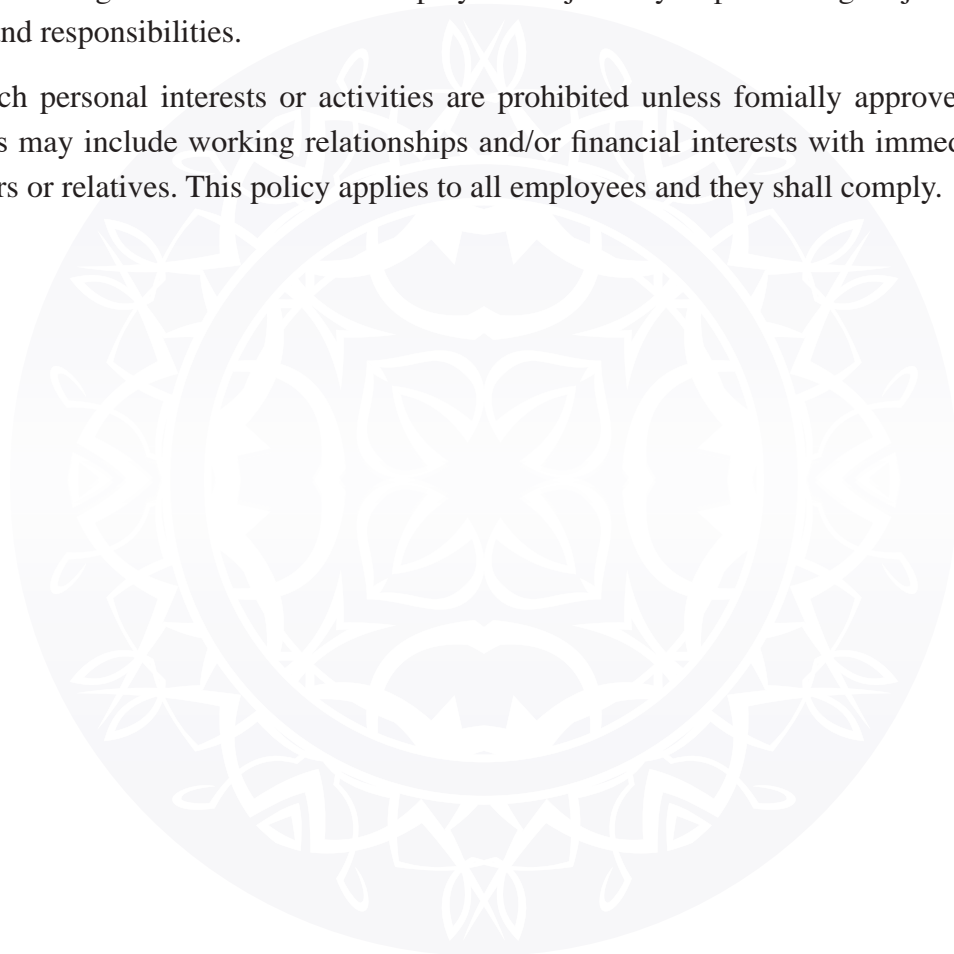 nd responsibilities.
ch personal interests or activities are prohibited unless fomially approve
s may include working relationships and/or financial interests with immed
rs or relatives. This policy applies to all employees and they shall comply.